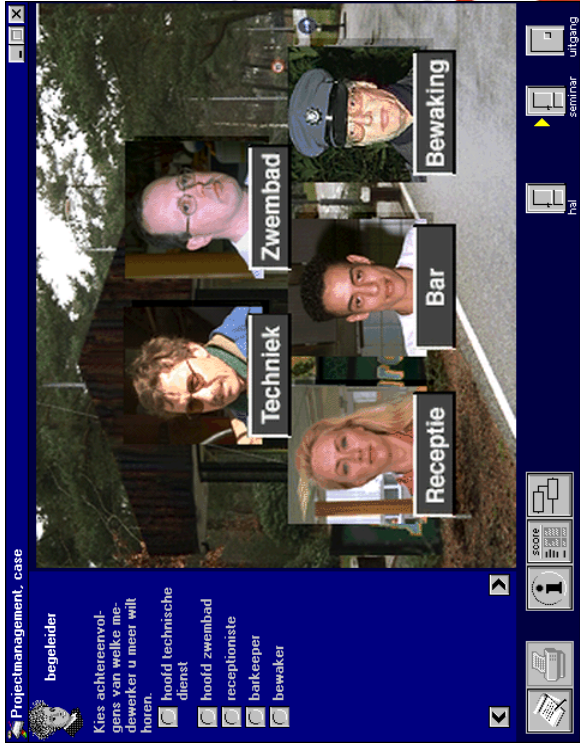 Projectmanagement, case
begeleider
Kies achtereenvol-
gens van welke me-
dewerker u meer wilt
horen.
hoofd technische
dienst
hoofd zwembad
receptioniste
barkeeper
bewaker
Techniek
Zwembad
Receptie
Bar
Bewaking
score
hal
seminar
uitgang